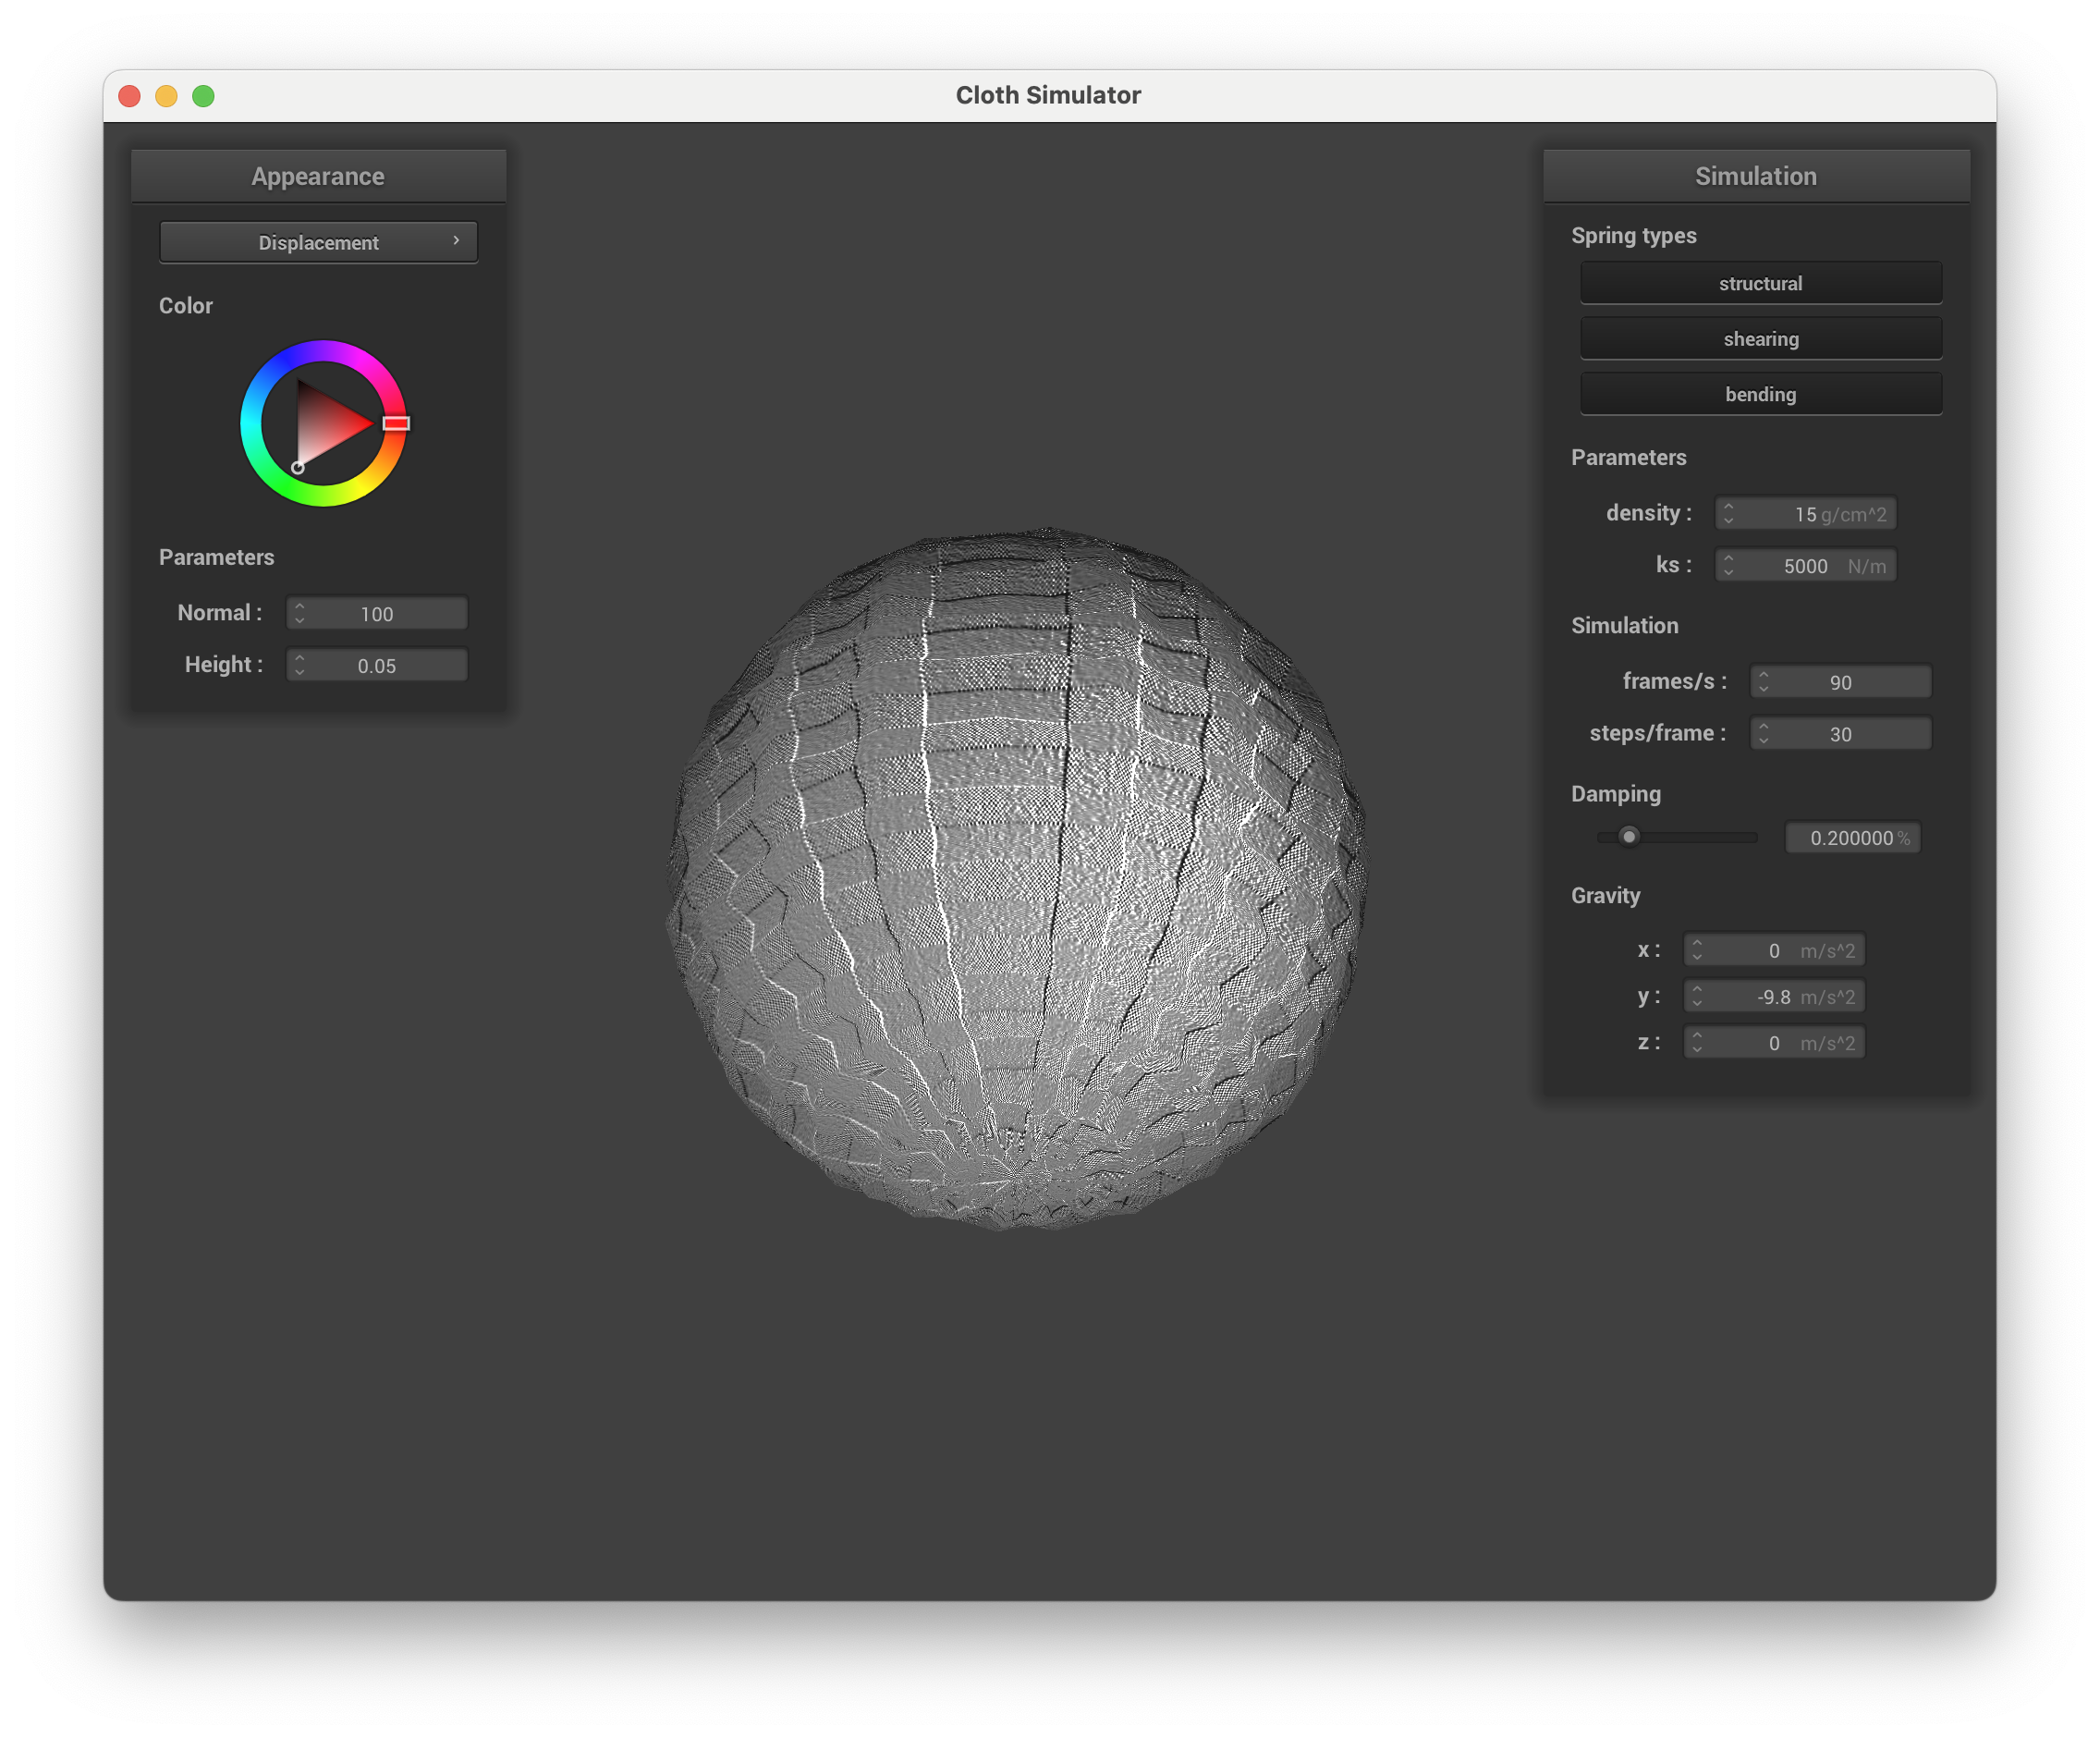 Cloth Simulator
Appearance
Displacement
Color
Parameters
Normal : 100
Height : 0.05
Simulation
Spring types
structural
shearing
bending
Parameters
density : 15 g/cm^2
ks : 5000 N/m
Simulation
frames/s : 90
steps/frame : 30
Damping
0.200000 %
Gravity
x : 0 m/s^2
y : -9.8 m/s^2
z : 0 m/s^2